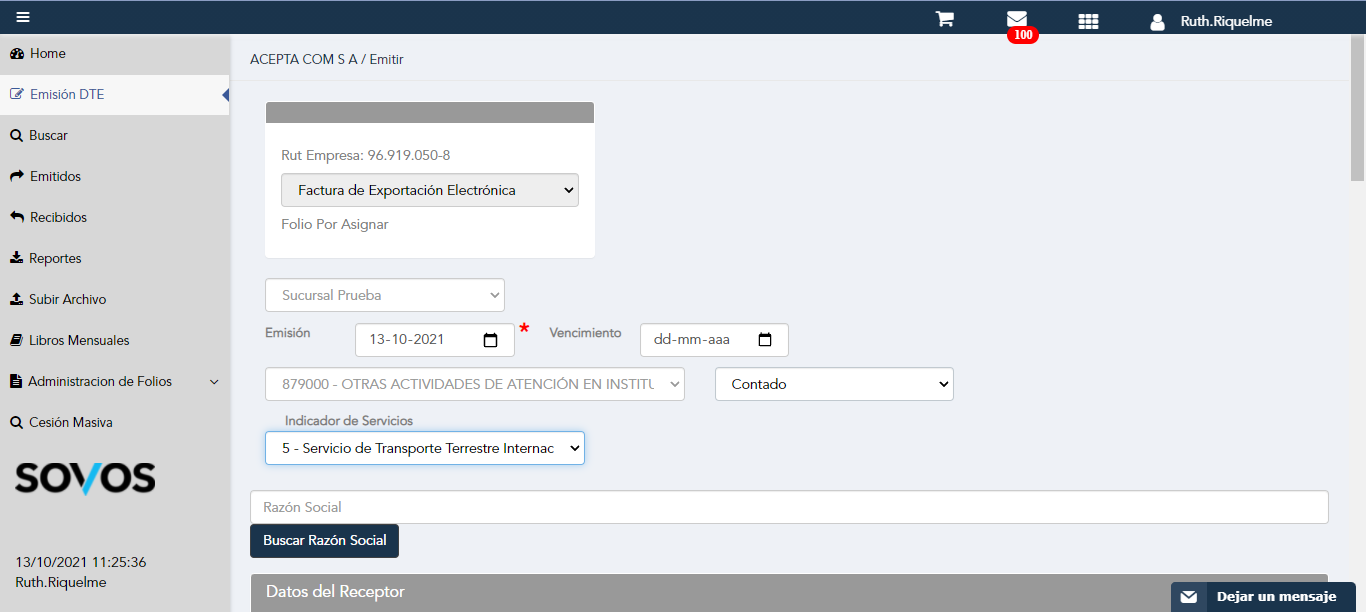 Ruth.Riquelme
100
Home
Emisión DTE
Buscar
Emitidos
Recibidos
Reportes
Subir Archivo
Libros Mensuales
Administracion de Folios
Cesión Masiva
sovos
13/10/2021 11:25:36
Ruth.Riquelme
ACEPTA COM S A / Emitir
Rut Empresa: 96.919.050-8
Factura de Exportación Electrónica
Folio Por Asignar
Sucursal Prueba
Emisión 13-10-2021 * Vencimiento dd-mm-aaa
879000 - OTRAS ACTIVIDADES DE ATENCIÓN EN INSTITU Contado
Indicador de Servicios
5 - Servicio de Transporte Terrestre Internac
Razón Social
Buscar Razón Social
Datos del Receptor
Dejar un mensaje